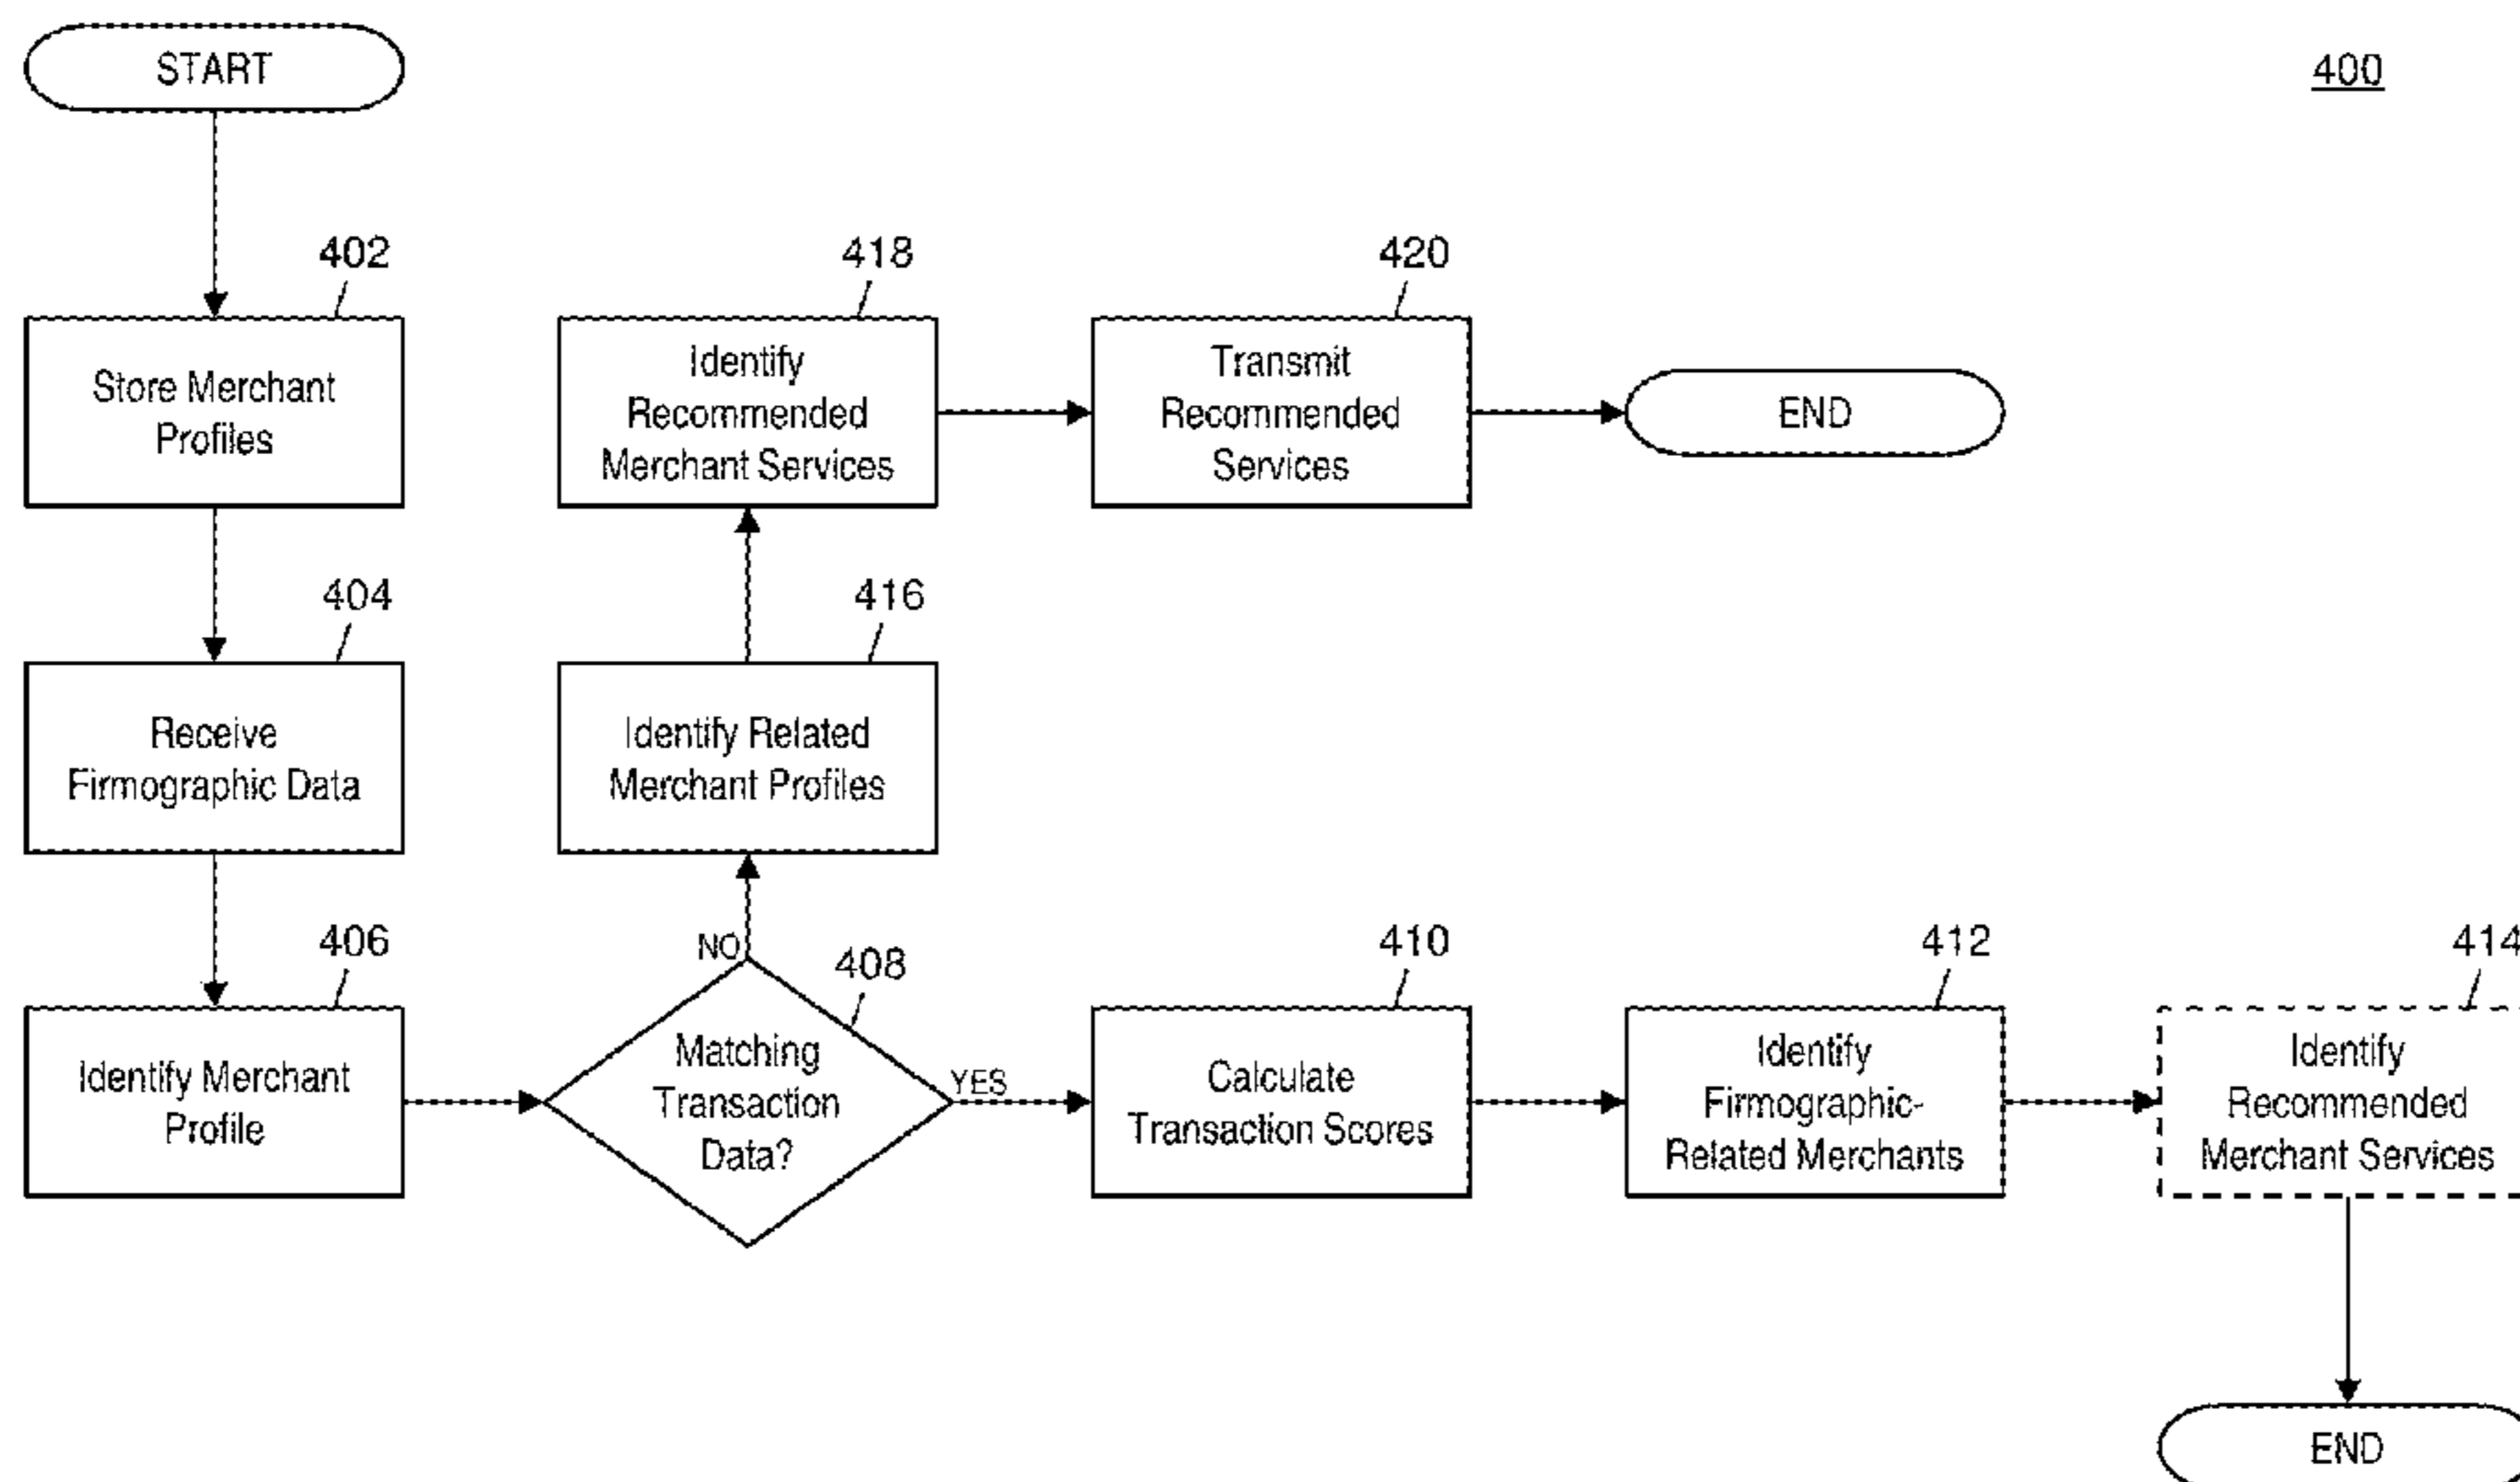 START
400
402
Store Merchant
Profiles
404
Receive
Firmographic Data
406
Identify Merchant
Profile
408
Matching
Transaction
Data?
NO
YES
416
Identify Related
Merchant Profiles
418
Identify
Recommended
Merchant Services
420
Transmit
Recommended
Services
END
410
Calculate
Transaction Scores
412
Identify
Firmographic-
Related Merchants
414
Identify
Recommended
Merchant Services
END